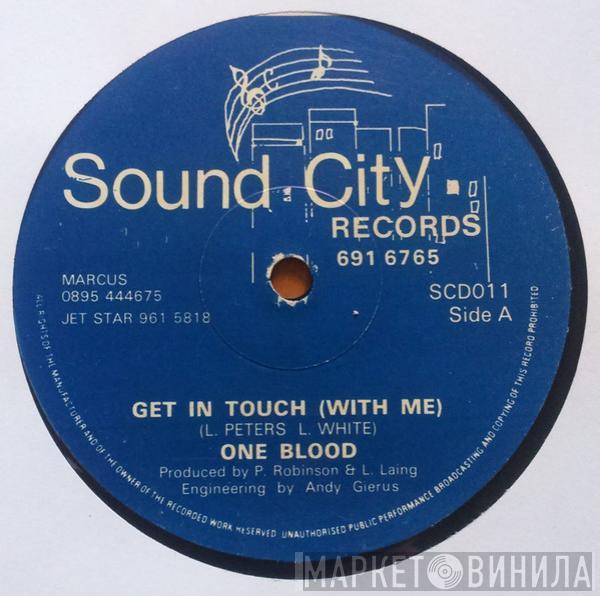 Sound City.
RECORDS
691 6765
MARCUS
0895 444675
JET STAR 961 5818
SCD011
Side A
GET IN TOUCH (WITH ME)
(L. PETERS L. WHITE)
ONE BLOOD
Produced by P. Robinson & L. Laing
Engineering by Andy Gierus
ALL RIGHTS OF THE MANUFACTURER AND OF THE OWNER OF THE RECORDED WORK RESERVED UNAUTHORISED PUBLIC PERFORMANCE BROADCASTING AND COPYING OF THIS RECORD PROHIBITED
МАРКЕТ ВИНИЛА